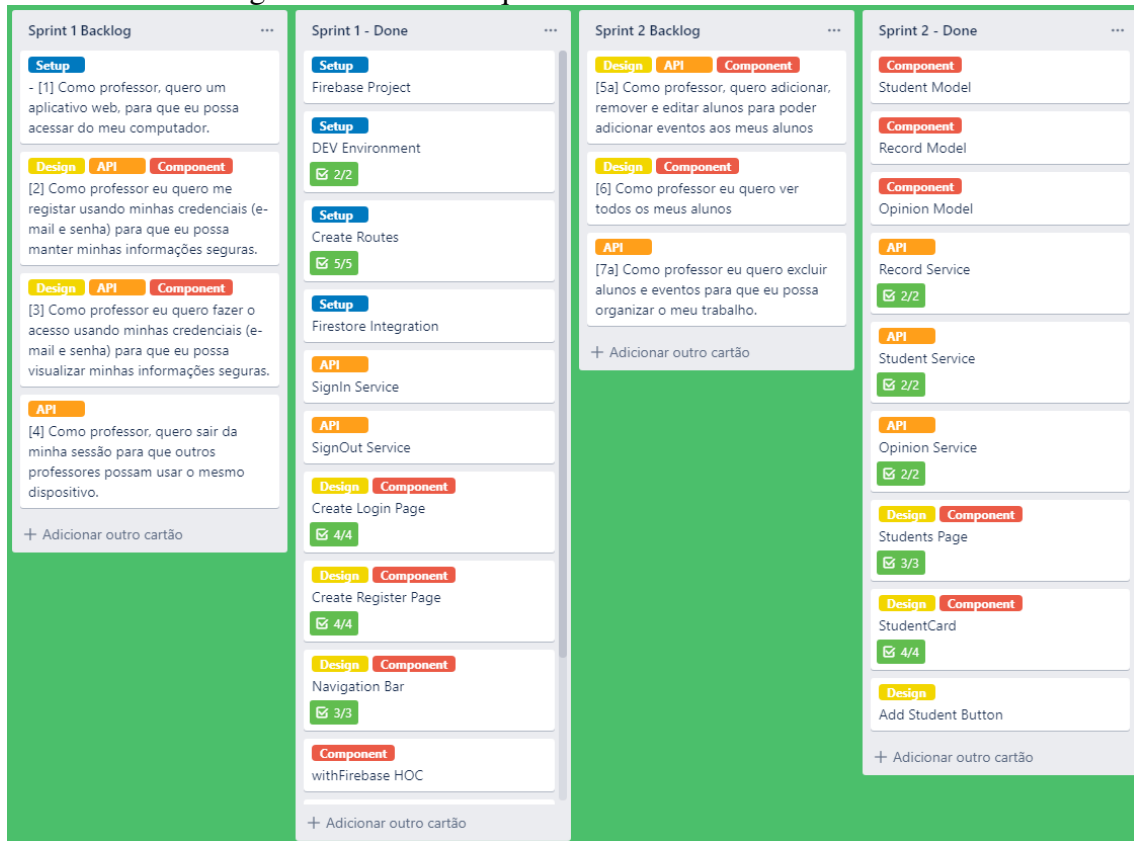 Sprint 1 Backlog
Setup
- [1] Como professor, quero um
aplicativo web, para que eu possa
acessar do meu computador.
Design API Component
[2] Como professor eu quero me
registar usando minhas credenciais (e-
mail e senha) para que eu possa
manter minhas informações seguras.
Design API Component
[3] Como professor eu quero fazer o
acesso usando minhas credenciais (e-
mail e senha) para que eu possa
visualizar minhas informações seguras.
API
[4] Como professor, quero sair da
minha sessão para que outros
professores possam usar o mesmo
dispositivo.
+ Adicionar outro cartão
Sprint 1 - Done
Setup
Firebase Project
Setup
DEV Environment
2/2
Setup
Create Routes
5/5
Setup
Firestore Integration
API
SignIn Service
API
SignOut Service
Design Component
Create Login Page
4/4
Design Component
Create Register Page
4/4
Design Component
Navigation Bar
3/3
Component
withFirebase HOC
+ Adicionar outro cartão
Sprint 2 Backlog
Design API Component
[5a] Como professor, quero adicionar,
remover e editar alunos para poder
adicionar eventos aos meus alunos
Design Component
[6] Como professor eu quero ver
todos os meus alunos
API
[7a] Como professor eu quero excluir
alunos e eventos para que eu possa
organizar o meu trabalho.
+ Adicionar outro cartão
Sprint 2 - Done
Component
Student Model
Component
Record Model
Component
Opinion Model
API
Record Service
2/2
API
Student Service
2/2
API
Opinion Service
2/2
Design Component
Students Page
3/3
Design Component
StudentCard
4/4
Design
Add Student Button
+ Adicionar outro cartão